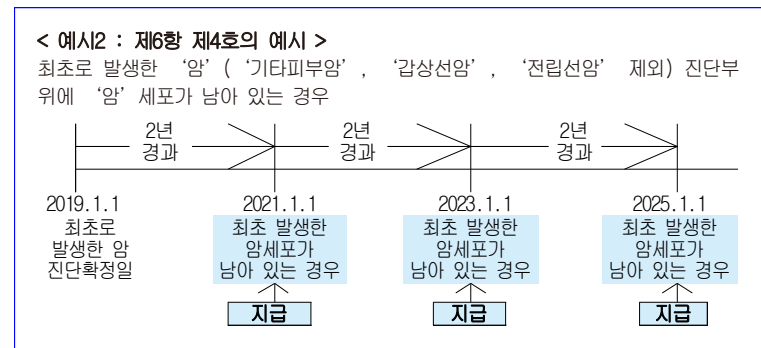 < 예시2 : 제6항 제4호의 예시 >
최초로 발생한 ‘암’ ( ‘기타피부암’, ‘갑상선암’, ‘전립선암’ 제외) 진단부
위에 ‘암’ 세포가 남아 있는 경우
2년 2년 2년
경과 경과 경과
2019.1.1 2021.1.1 2023.1.1 2025.1.1
최초로 최초 발생한 최초 발생한 최초 발생한
발생한 암 암세포가 암세포가 암세포가
진단확정일 남아 있는 경우 남아 있는 경우 남아 있는 경우
지급 지급 지급